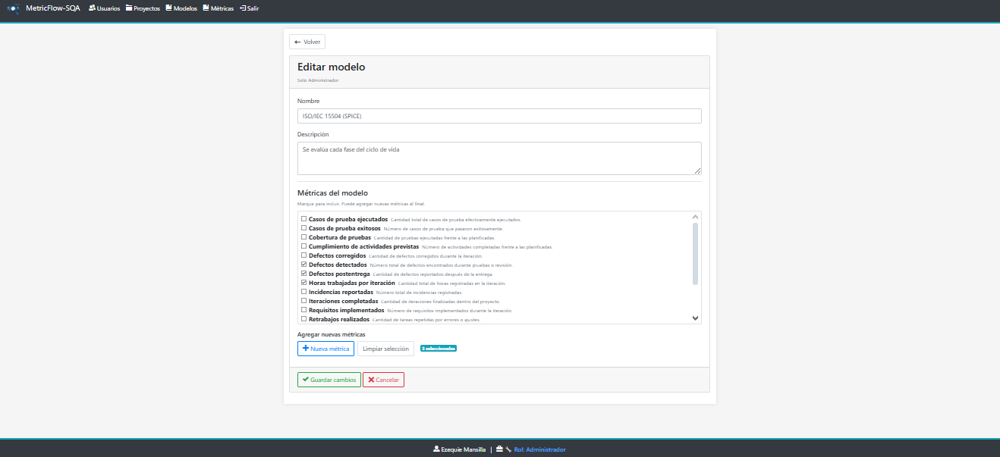 SQA MetricFlow-SQA Usuarios Proyectos Modelos Métricas Salir
← Volver
Editar modelo
Solo Administrador
Nombre
ISO/IEC 15504 (SPICE)
Descripción
Se evalúa cada fase del ciclo de vida
Métricas del modelo
Marque para incluir. Puede agregar nuevas métricas al final.
Casos de prueba ejecutados Cantidad total de casos de prueba efectivamente ejecutados.
Casos de prueba exitosos Número de casos de prueba que pasaron exitosamente.
Cobertura de pruebas Cantidad de pruebas ejecutadas frente a las planificadas.
Cumplimiento de actividades previstas Número de actividades completadas frente a las planificadas.
Defectos corregidos Cantidad de defectos corregidos durante la iteración.
Defectos detectados Número total de defectos encontrados durante pruebas o revisión.
Defectos postentrega Cantidad de defectos reportados después de la entrega.
Horas trabajadas por iteración Cantidad total de horas registradas en la iteración.
Incidencias reportadas Número total de incidencias registradas.
Iteraciones completadas Cantidad de iteraciones finalizadas dentro del proyecto.
Requisitos implementados Número de requisitos implementados durante la iteración.
Retrabajos realizados Cantidad de tareas repetidas por errores o ajustes.
Agregar nuevas métricas
+ Nueva métrica Limpiar selección 3 seleccionadas
Guardar cambios Cancelar
Ezequie Mansilla | Rol: Administrador